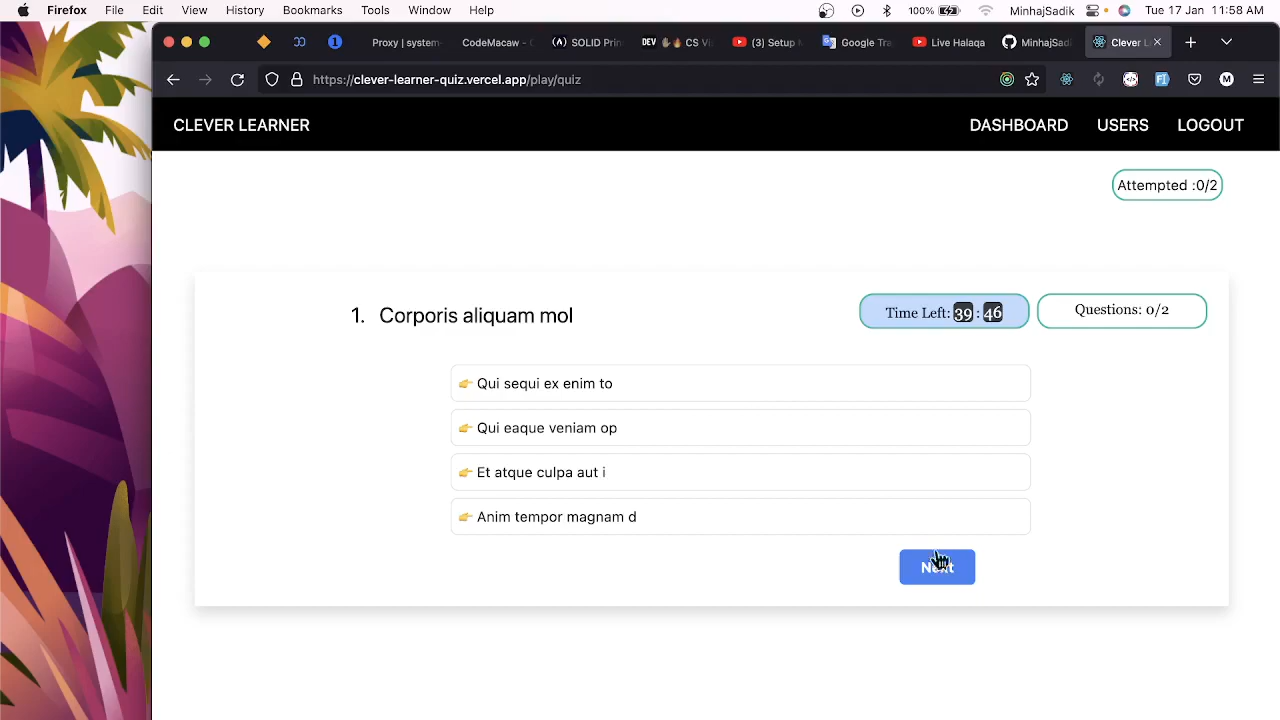 Firefox File Edit View History Bookmarks Tools Window Help 100% MinhajSadik Tue 17 Jan 11:58 AM
Proxy | system- CodeMacaw - SOLID Prin DEV CS Vi (3) Setup Google Tra Live Halaqa MinhajSadi Clever L
https://clever-learner-quiz.vercel.app/play/quiz
CLEVER LEARNER DASHBOARD USERS LOGOUT
Attempted :0/2
1. Corporis aliquam mol
Time Left: 39 : 46
Questions: 0/2
👉 Qui sequi ex enim to
👉 Qui eaque veniam op
👉 Et atque culpa aut i
👉 Anim tempor magnam d
Next